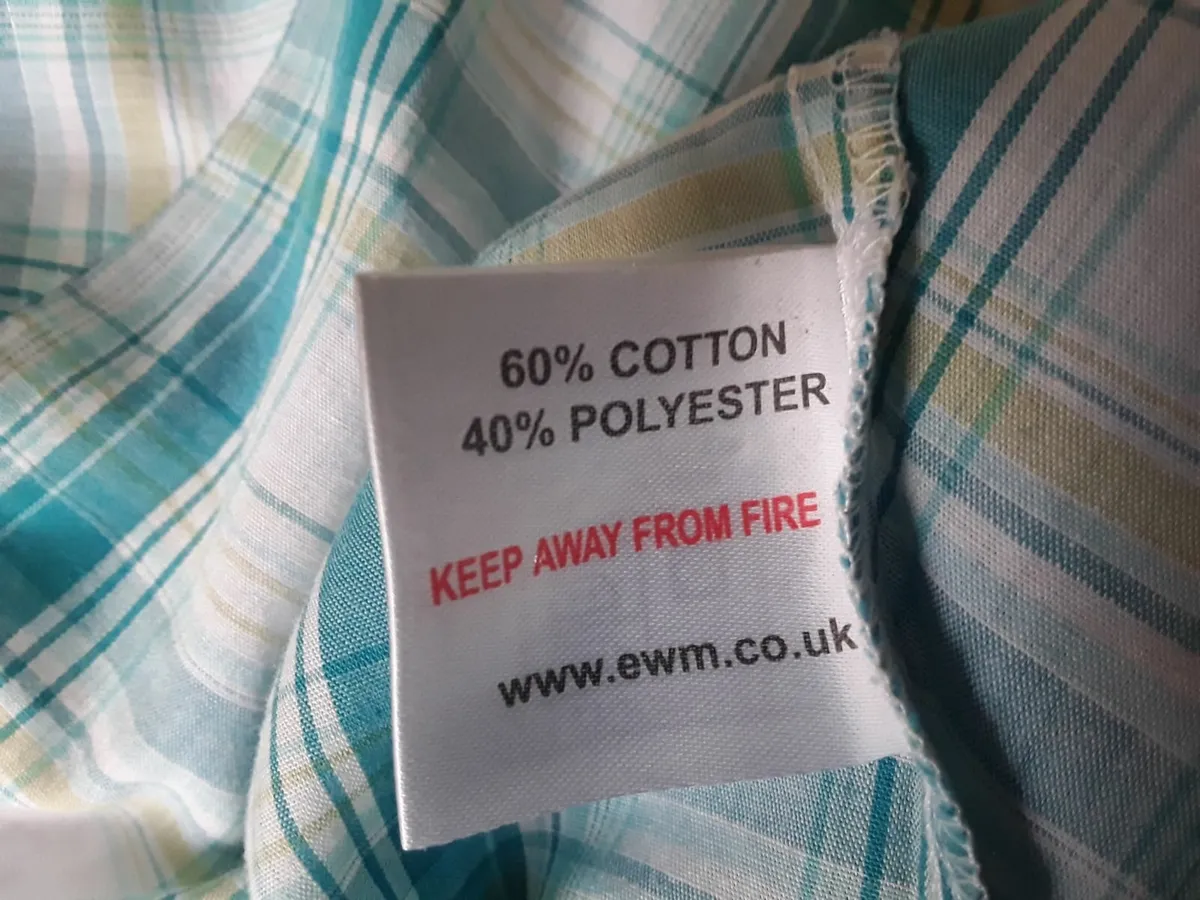 60% COTTON
40% POLYESTER
KEEP AWAY FROM FIRE
www.ewm.co.uk